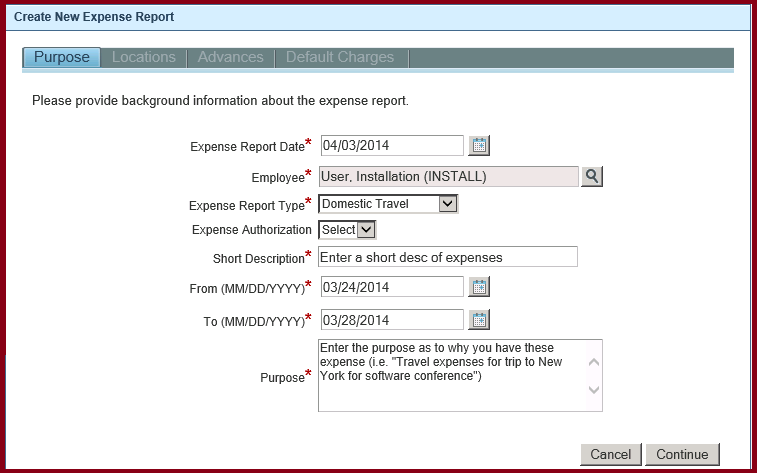 Create New Expense Report
Purpose Locations Advances Default Charges
Please provide background information about the expense report.
Expense Report Date* 04/03/2014
Employee* User, Installation (INSTALL)
Expense Report Type* Domestic Travel
Expense Authorization Select
Short Description* Enter a short desc of expenses
From (MM/DD/YYYY)* 03/24/2014
To (MM/DD/YYYY)* 03/28/2014
Purpose* Enter the purpose as to why you have these
expense (i.e. "Travel expenses for trip to New
York for software conference")
Cancel Continue